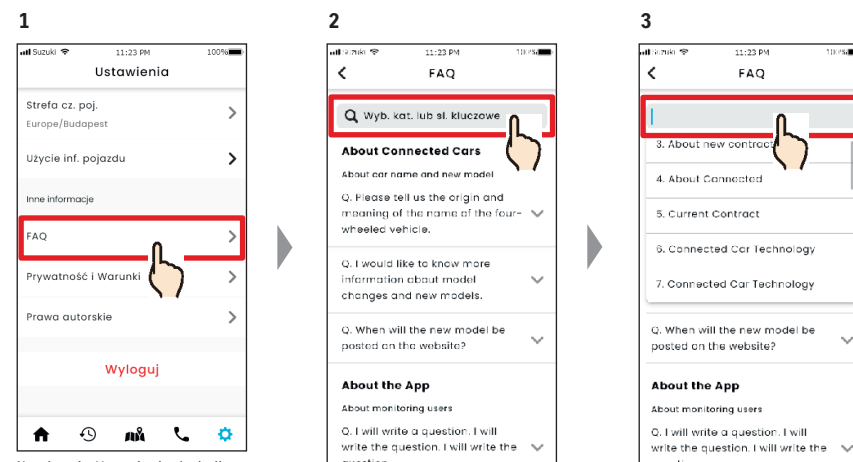 1
Suzuki 11:23 PM 100%
Ustawienia
Strefa cz. poj.
Europe/Budapest
Użycie inf. pojazdu
Inne informacje
FAQ
Prywatność i Warunki
Prawa autorskie
Wyloguj
2
11:23 PM
FAQ
Wyb. kat. lub sł. kluczowe
About Connected Cars
About car name and new model
Q. Please tell us the origin and
meaning of the name of the four-
wheeled vehicle.
Q. I would like to know more
information about model
changes and new models.
Q. When will the new model be
posted on the website?
About the App
About monitoring users
Q. I will write a question. I will
write the question. I will write the
3
11:23 PM
FAQ
3. About new contract
4. About Connected
5. Current Contract
6. Connected Car Technology
7. Connected Car Technology
Q. When will the new model be
posted on the website?
About the App
About monitoring users
Q. I will write a question. I will
write the question. I will write the